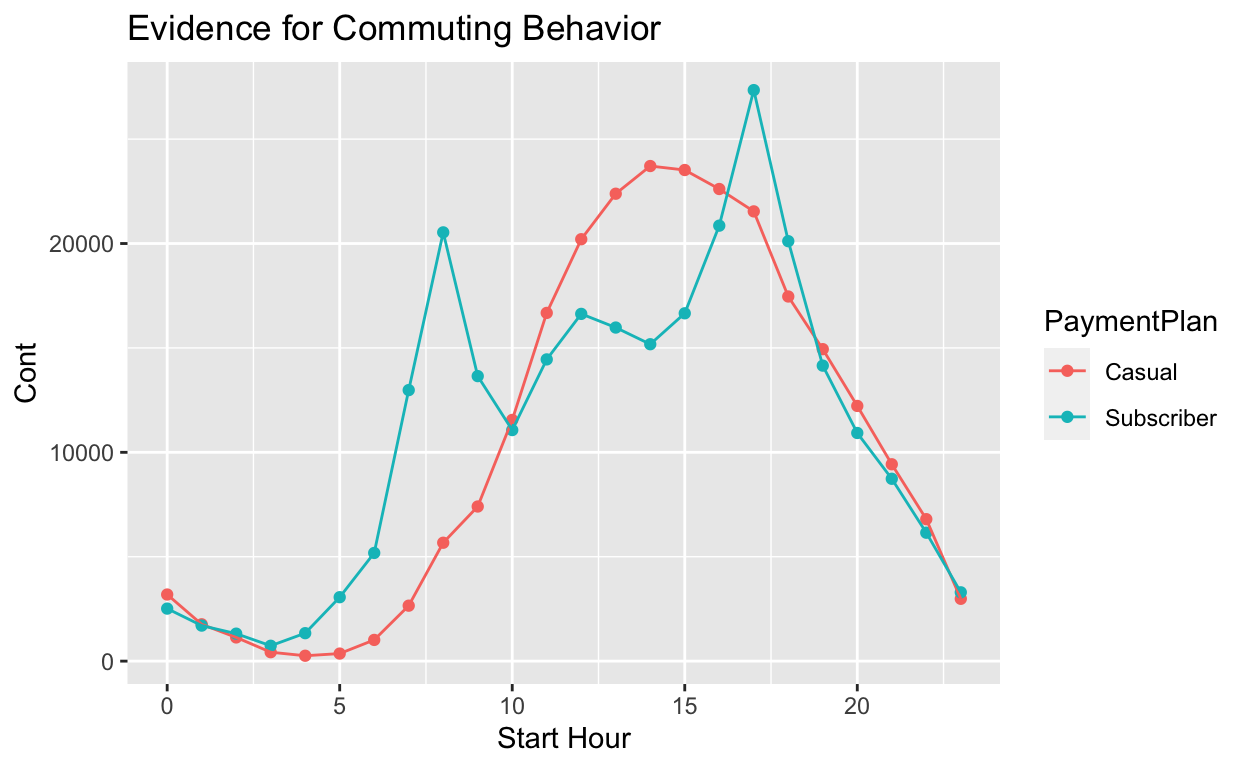 Evidence for Commuting Behavior
Cont
20000
10000
0
0 5 10 15 20
Start Hour
PaymentPlan
Casual
Subscriber